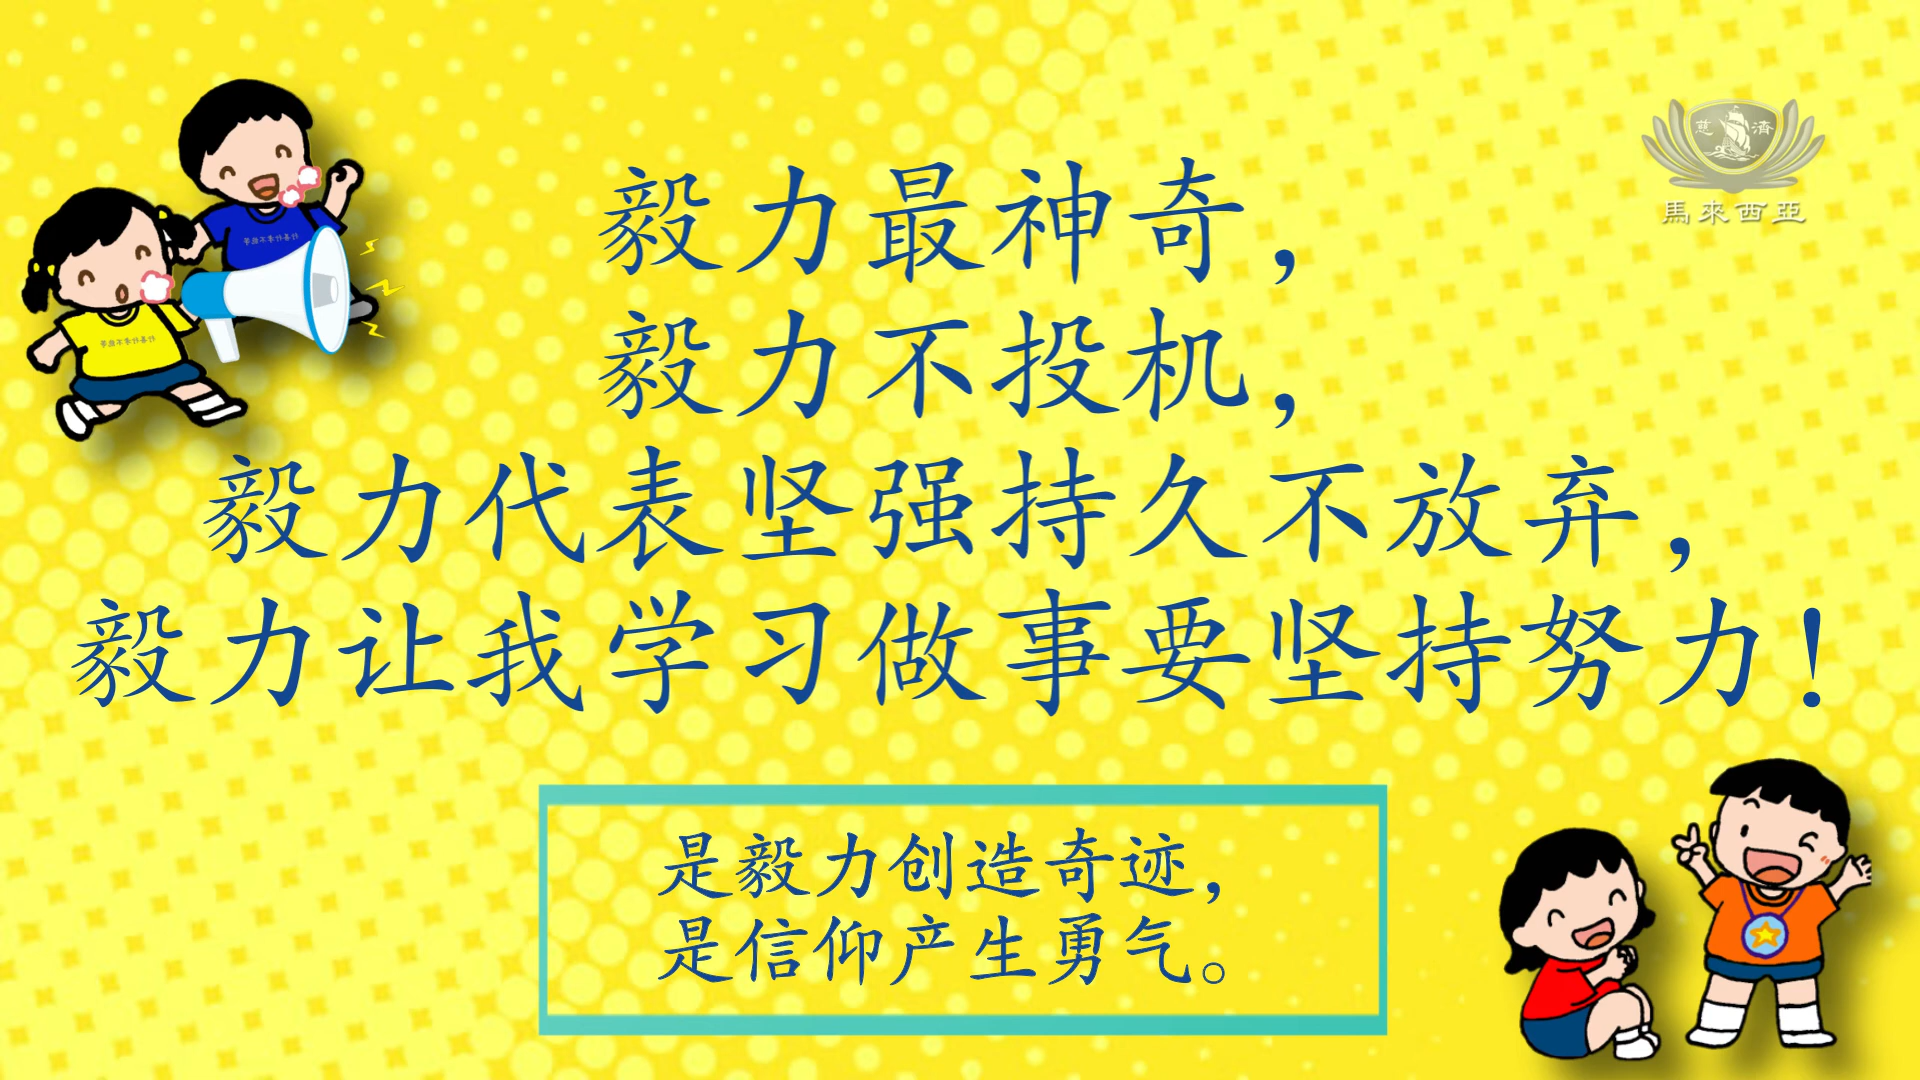 慈濟
馬來西亞
毅力最神奇，
毅力不投机，
毅力代表坚强持久不放弃，
毅力让我学习做事要坚持努力！
是毅力创造奇迹，
是信仰产生勇气。